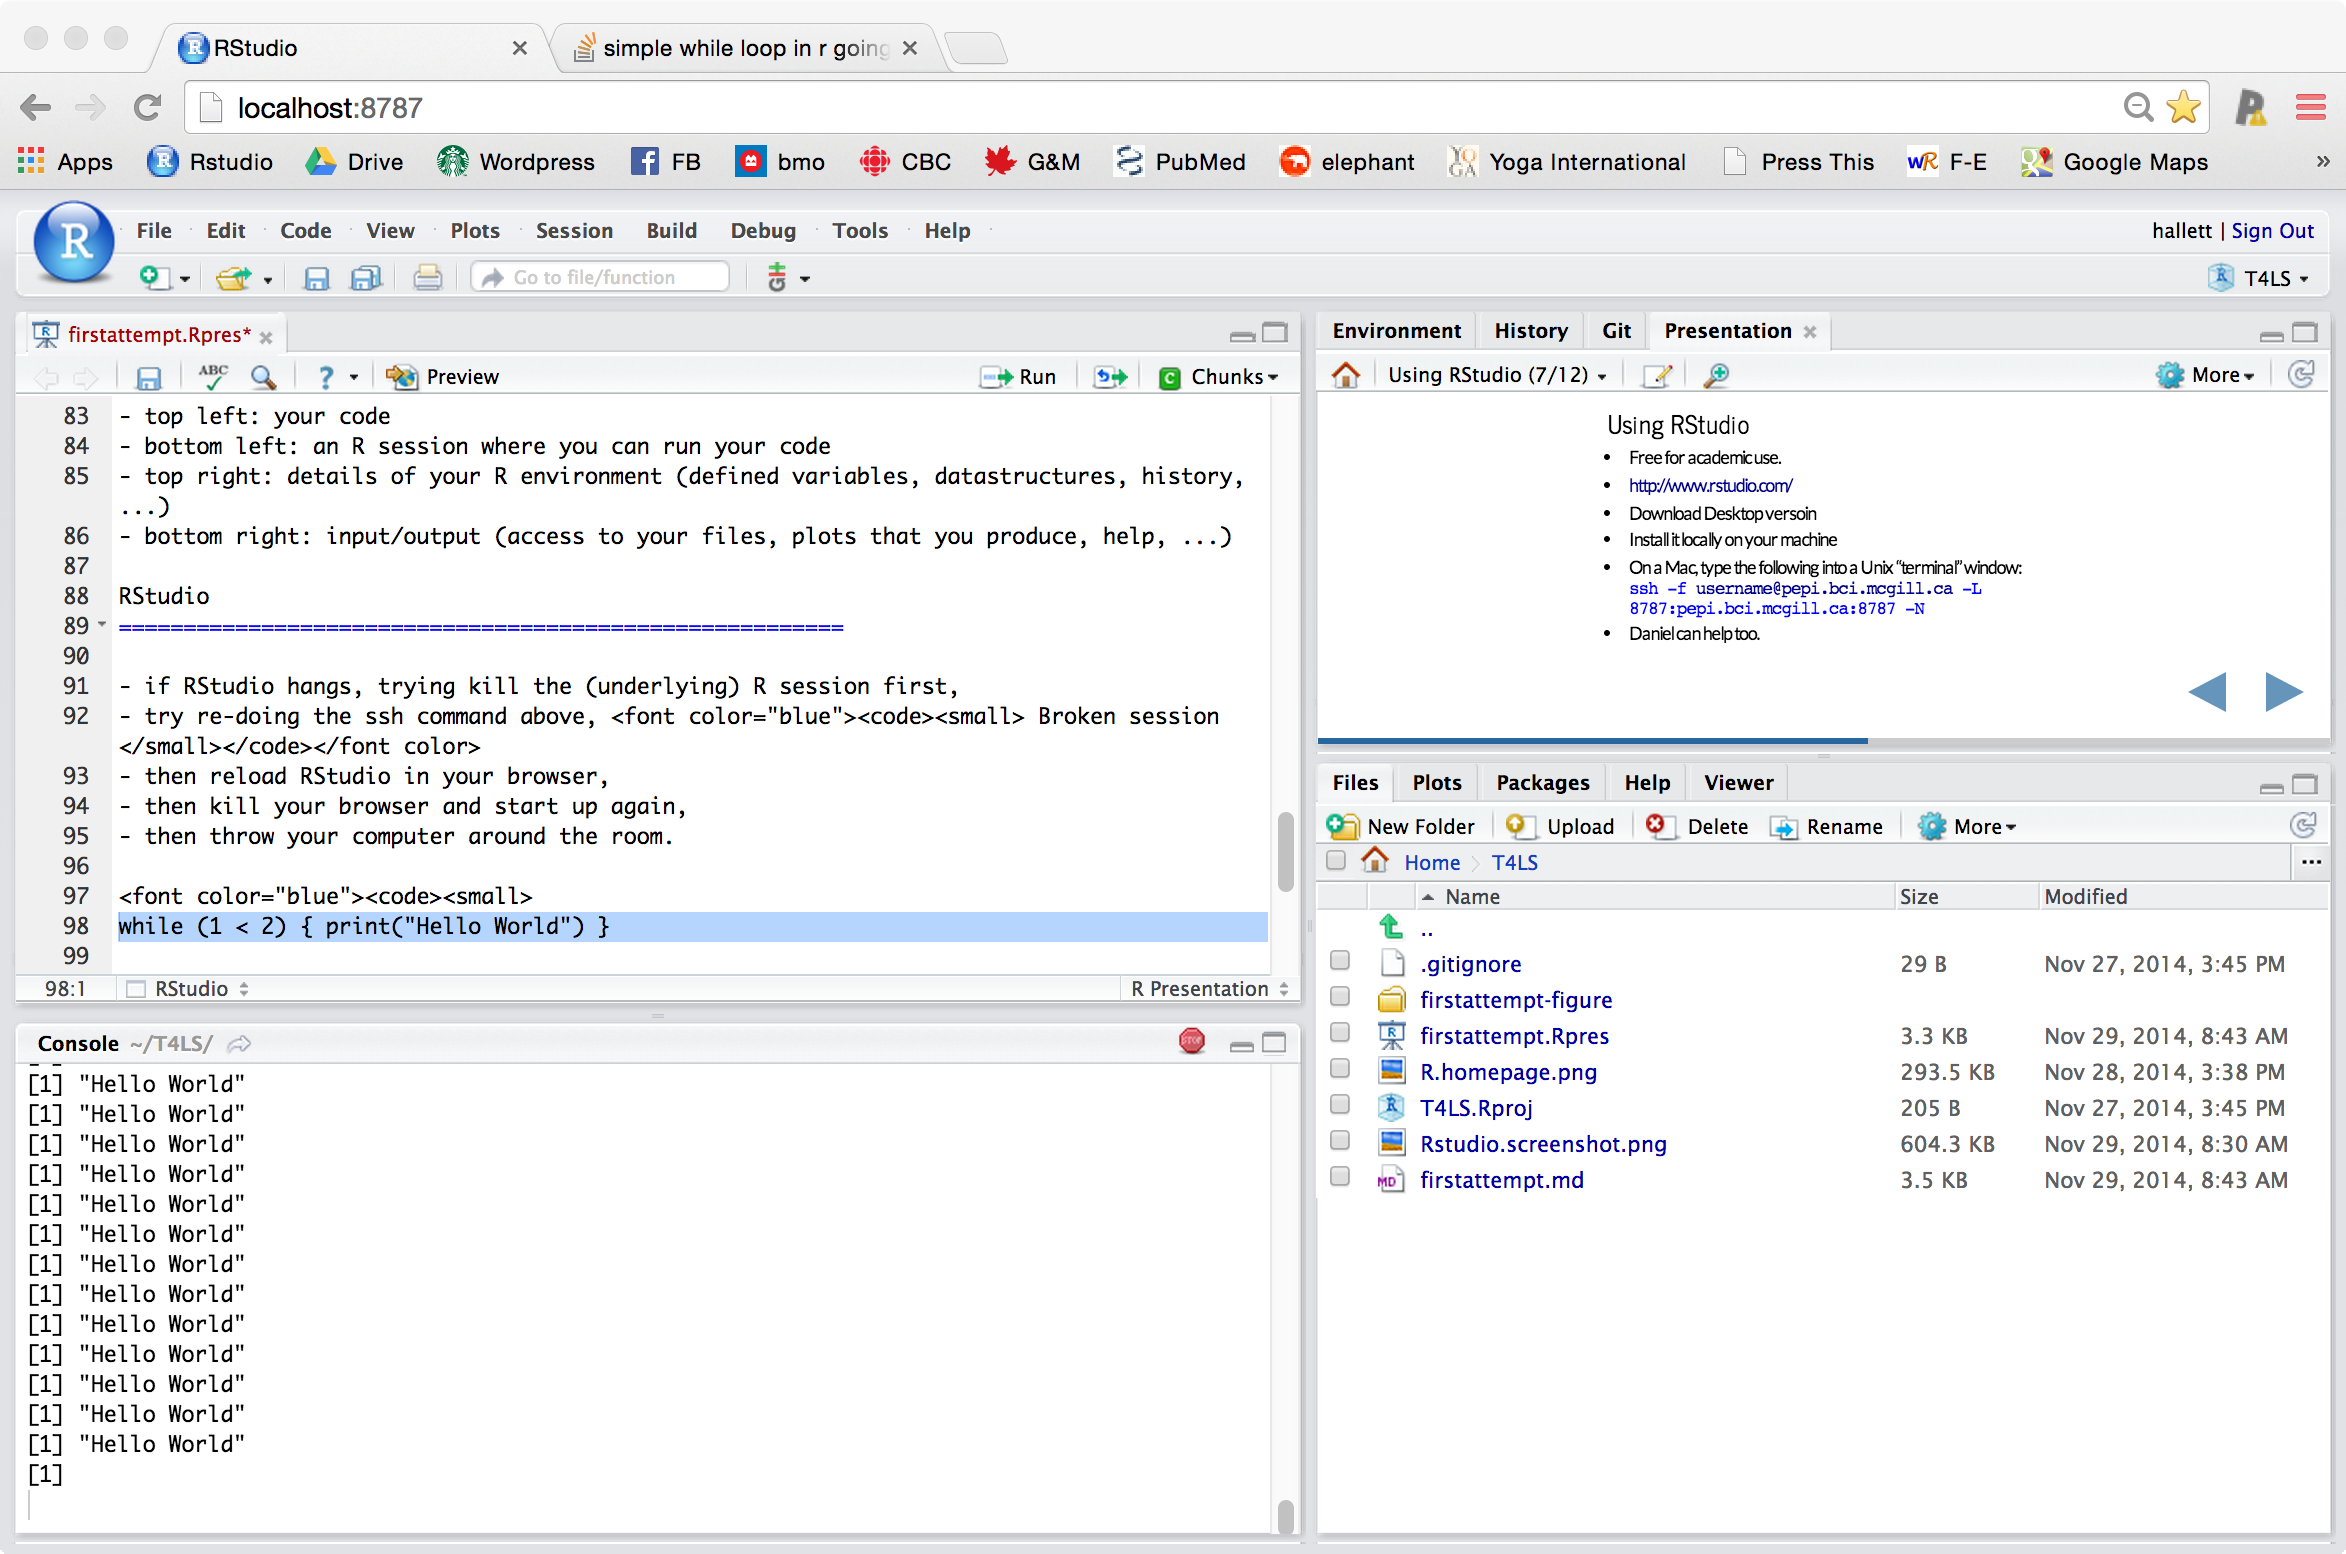 RStudio
simple while loop in r going
localhost:8787
Apps Rstudio Drive Wordpress FB bmo CBC G&M PubMed elephant Yoga International Press This F-E Google Maps »
File Edit Code View Plots Session Build Debug Tools Help
hallett | Sign Out
Go to file/function
T4LS
firstattempt.Rpres*
Preview Run Chunks
83 - top left: your code
84 - bottom left: an R session where you can run your code
85 - top right: details of your R environment (defined variables, datastructures, history,
...)
86 - bottom right: input/output (access to your files, plots that you produce, help, ...)
87
88 RStudio
89 ========================================================
90
91 - if RStudio hangs, trying kill the (underlying) R session first,
92 - try re-doing the ssh command above, <font color="blue"><code><small> Broken session
</small></code></font color>
93 - then reload RStudio in your browser,
94 - then kill your browser and start up again,
95 - then throw your computer around the room.
96
97 <font color="blue"><code><small>
98 while (1 < 2) { print("Hello World") }
99
98:1 RStudio R Presentation
Console ~/T4LS/
STOP
[1] "Hello World"
[1] "Hello World"
[1] "Hello World"
[1] "Hello World"
[1] "Hello World"
[1] "Hello World"
[1] "Hello World"
[1] "Hello World"
[1] "Hello World"
[1] "Hello World"
[1] "Hello World"
[1] "Hello World"
[1] "Hello World"
[1]
Environment History Git Presentation
Using RStudio (7/12) More
Using RStudio
• Free for academic use.
• http://www.rstudio.com/
• Download Desktop versoin
• Install it locally on your machine
• On a Mac, type the following into a Unix “terminal” window:
ssh -f username@pepi.bci.mcgill.ca -L
8787:pepi.bci.mcgill.ca:8787 -N
• Daniel can help too.
Files Plots Packages Help Viewer
New Folder Upload Delete Rename More
Home T4LS ...
Name Size Modified
..
.gitignore 29 B Nov 27, 2014, 3:45 PM
firstattempt-figure
firstattempt.Rpres 3.3 KB Nov 29, 2014, 8:43 AM
R.homepage.png 293.5 KB Nov 28, 2014, 3:38 PM
T4LS.Rproj 205 B Nov 27, 2014, 3:45 PM
Rstudio.screenshot.png 604.3 KB Nov 29, 2014, 8:30 AM
firstattempt.md 3.5 KB Nov 29, 2014, 8:43 AM